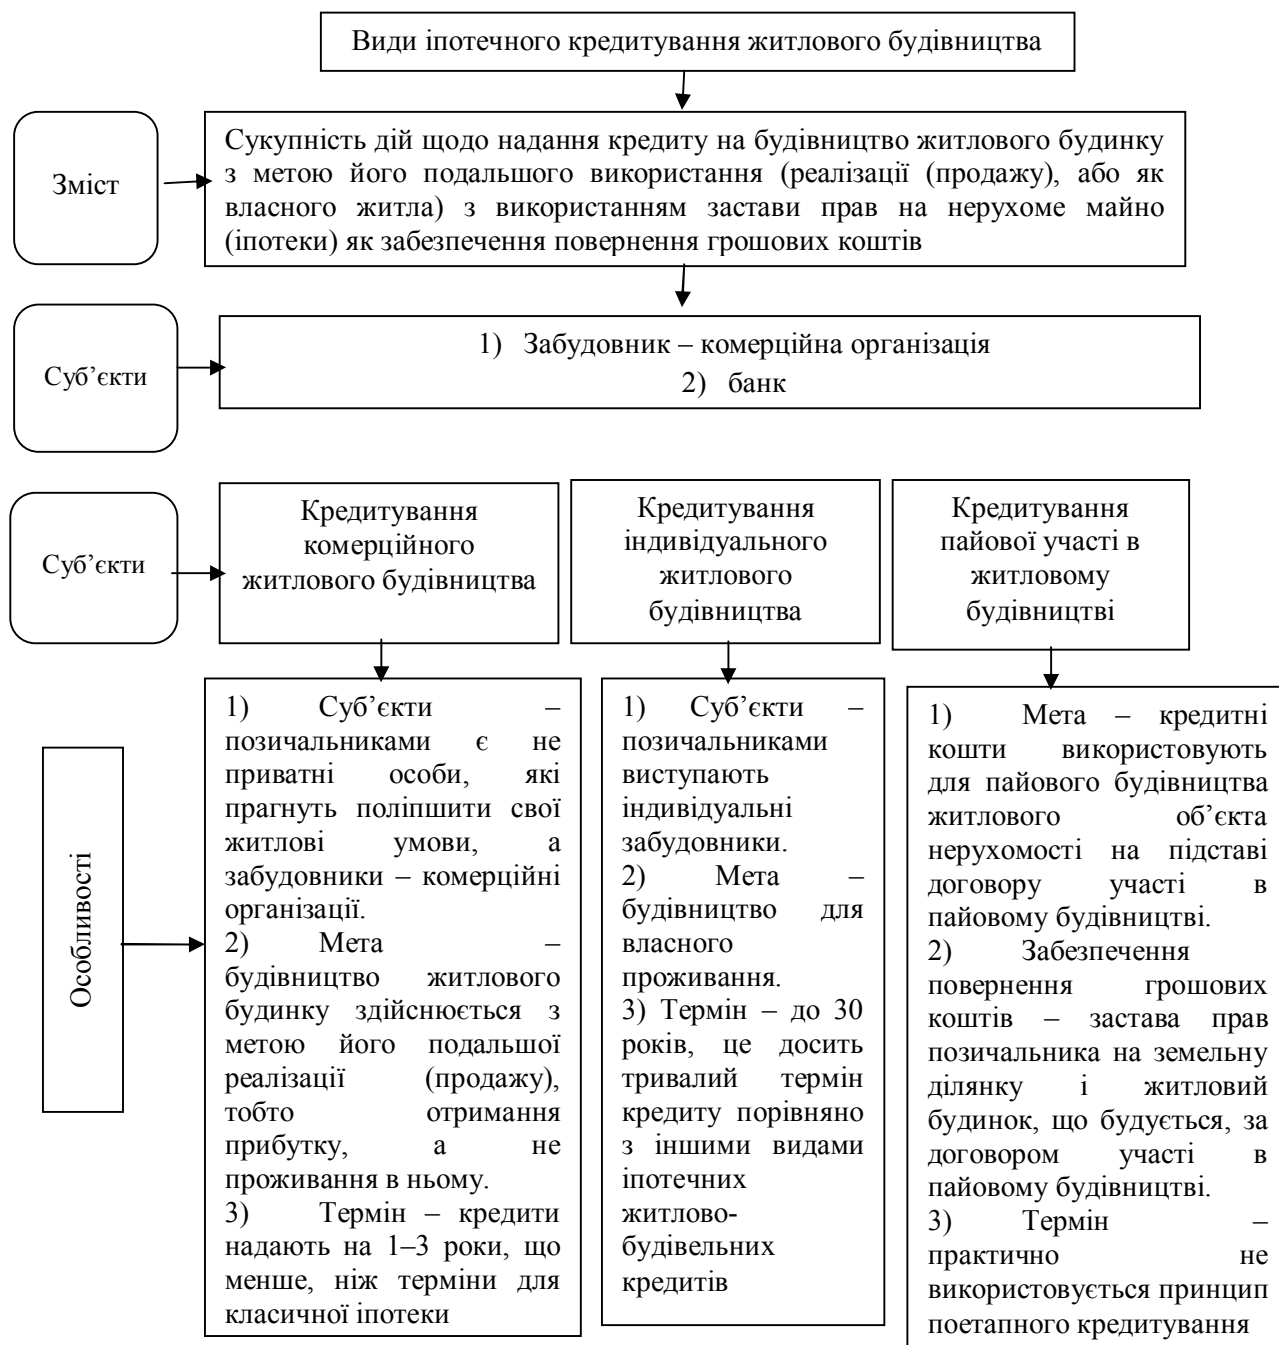 Види іпотечного кредитування житлового будівництва
Зміст
Сукупність дій щодо надання кредиту на будівництво житлового будинку
з метою його подальшого використання (реалізації (продажу), або як
власного житла) з використанням застави прав на нерухоме майно
(іпотеки) як забезпечення повернення грошових коштів
Суб’єкти
1) Забудовник – комерційна організація
2) банк
Суб’єкти
Кредитування
комерційного
житлового будівництва
Кредитування
індивідуального
житлового
будівництва
Кредитування
пайової участі в
житловому
будівництві
Особливості
1) Суб’єкти –
позичальниками є не
приватні особи, які
прагнуть поліпшити свої
житлові умови, а
забудовники – комерційні
організації.
2) Мета –
будівництво житлового
будинку здійснюється з
метою його подальшої
реалізації (продажу),
тобто отримання
прибутку, а не
проживання в ньому.
3) Термін – кредити
надають на 1–3 роки, що
менше, ніж терміни для
класичної іпотеки
1) Суб’єкти –
позичальниками
виступають
індивідуальні
забудовники.
2) Мета –
будівництво для
власного
проживання.
3) Термін – до 30
років, це досить
тривалий термін
кредиту порівняно
з іншими видами
іпотечних
житлово-
будівельних
кредитів
1) Мета – кредитні
кошти використовують
для пайового будівництва
житлового об’єкта
нерухомості на підставі
договору участі в
пайовому будівництві.
2) Забезпечення
повернення грошових
коштів – застава прав
позичальника на земельну
ділянку і житловий
будинок, що будується, за
договором участі в
пайовому будівництві.
3) Термін –
практично не
використовується принцип
поетапного кредитування